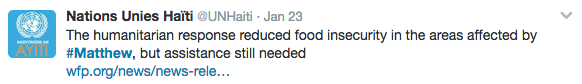 Nations Unies Haïti @UNHaiti · Jan 23
The humanitarian response reduced food insecurity in the areas affected by
#Matthew, but assistance still needed
wfp.org/news/news-rele…
AYITI